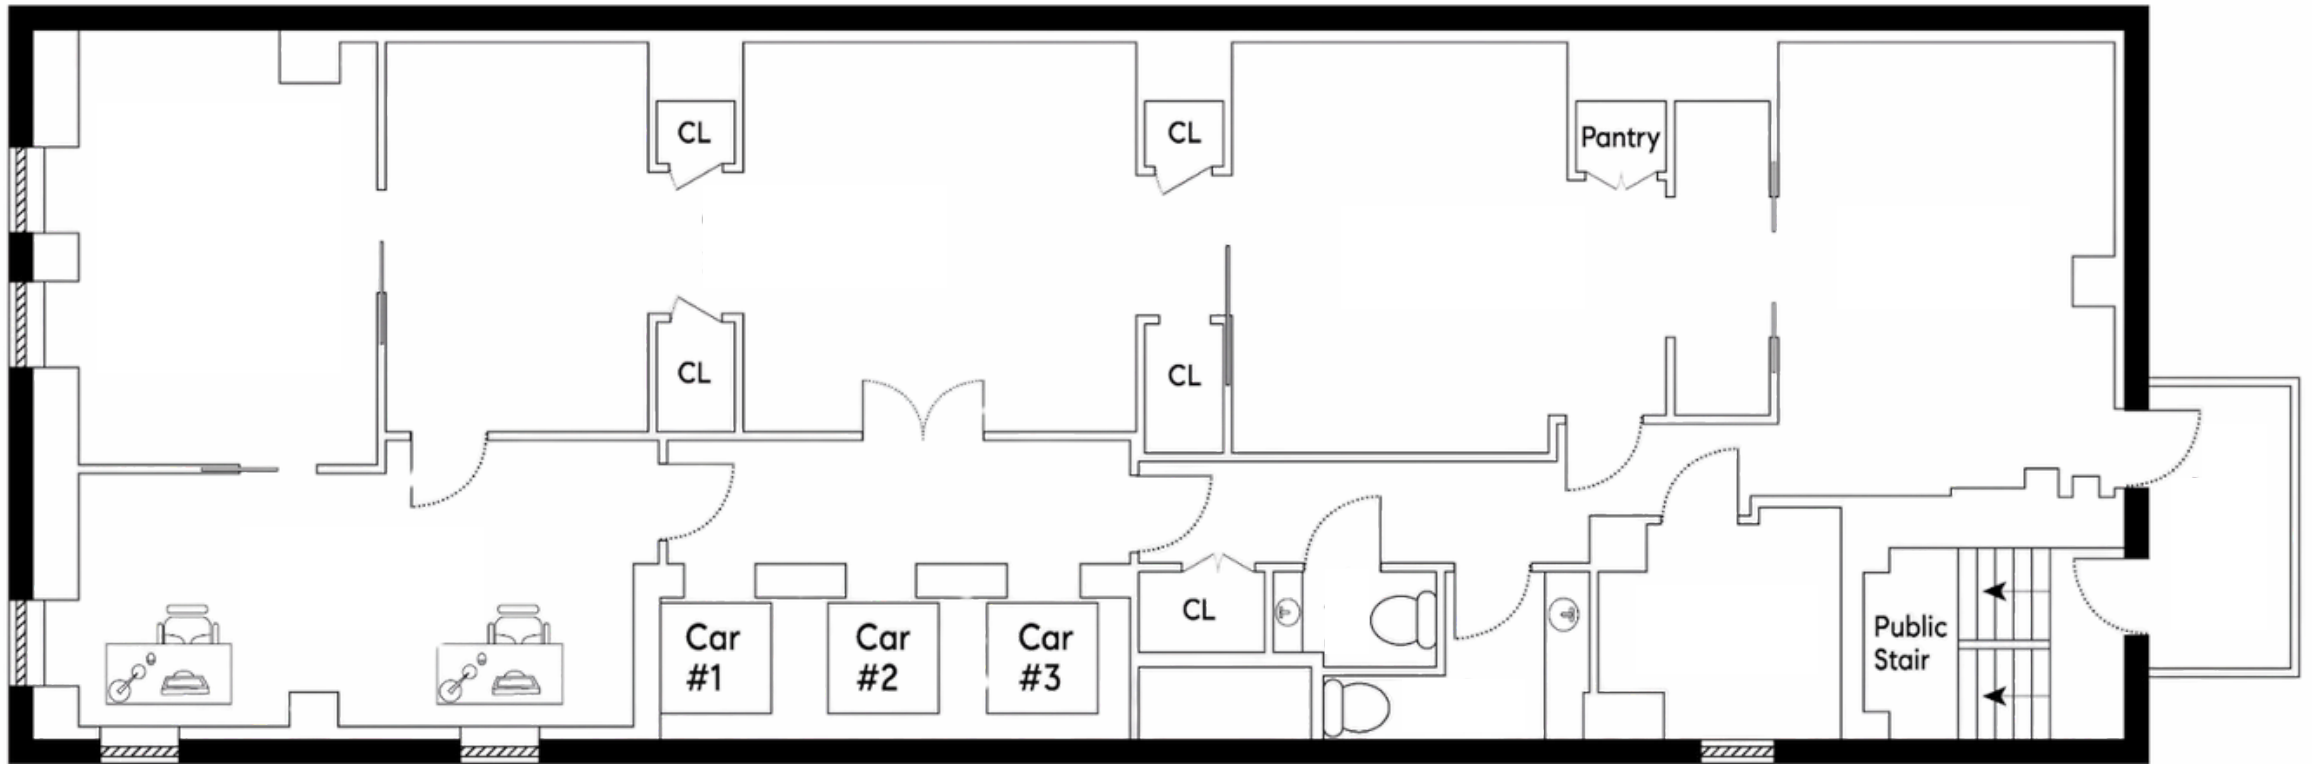 CL
CL
Pantry
CL
CL
Car
#1
Car
#2
Car
#3
CL
Public
Stair